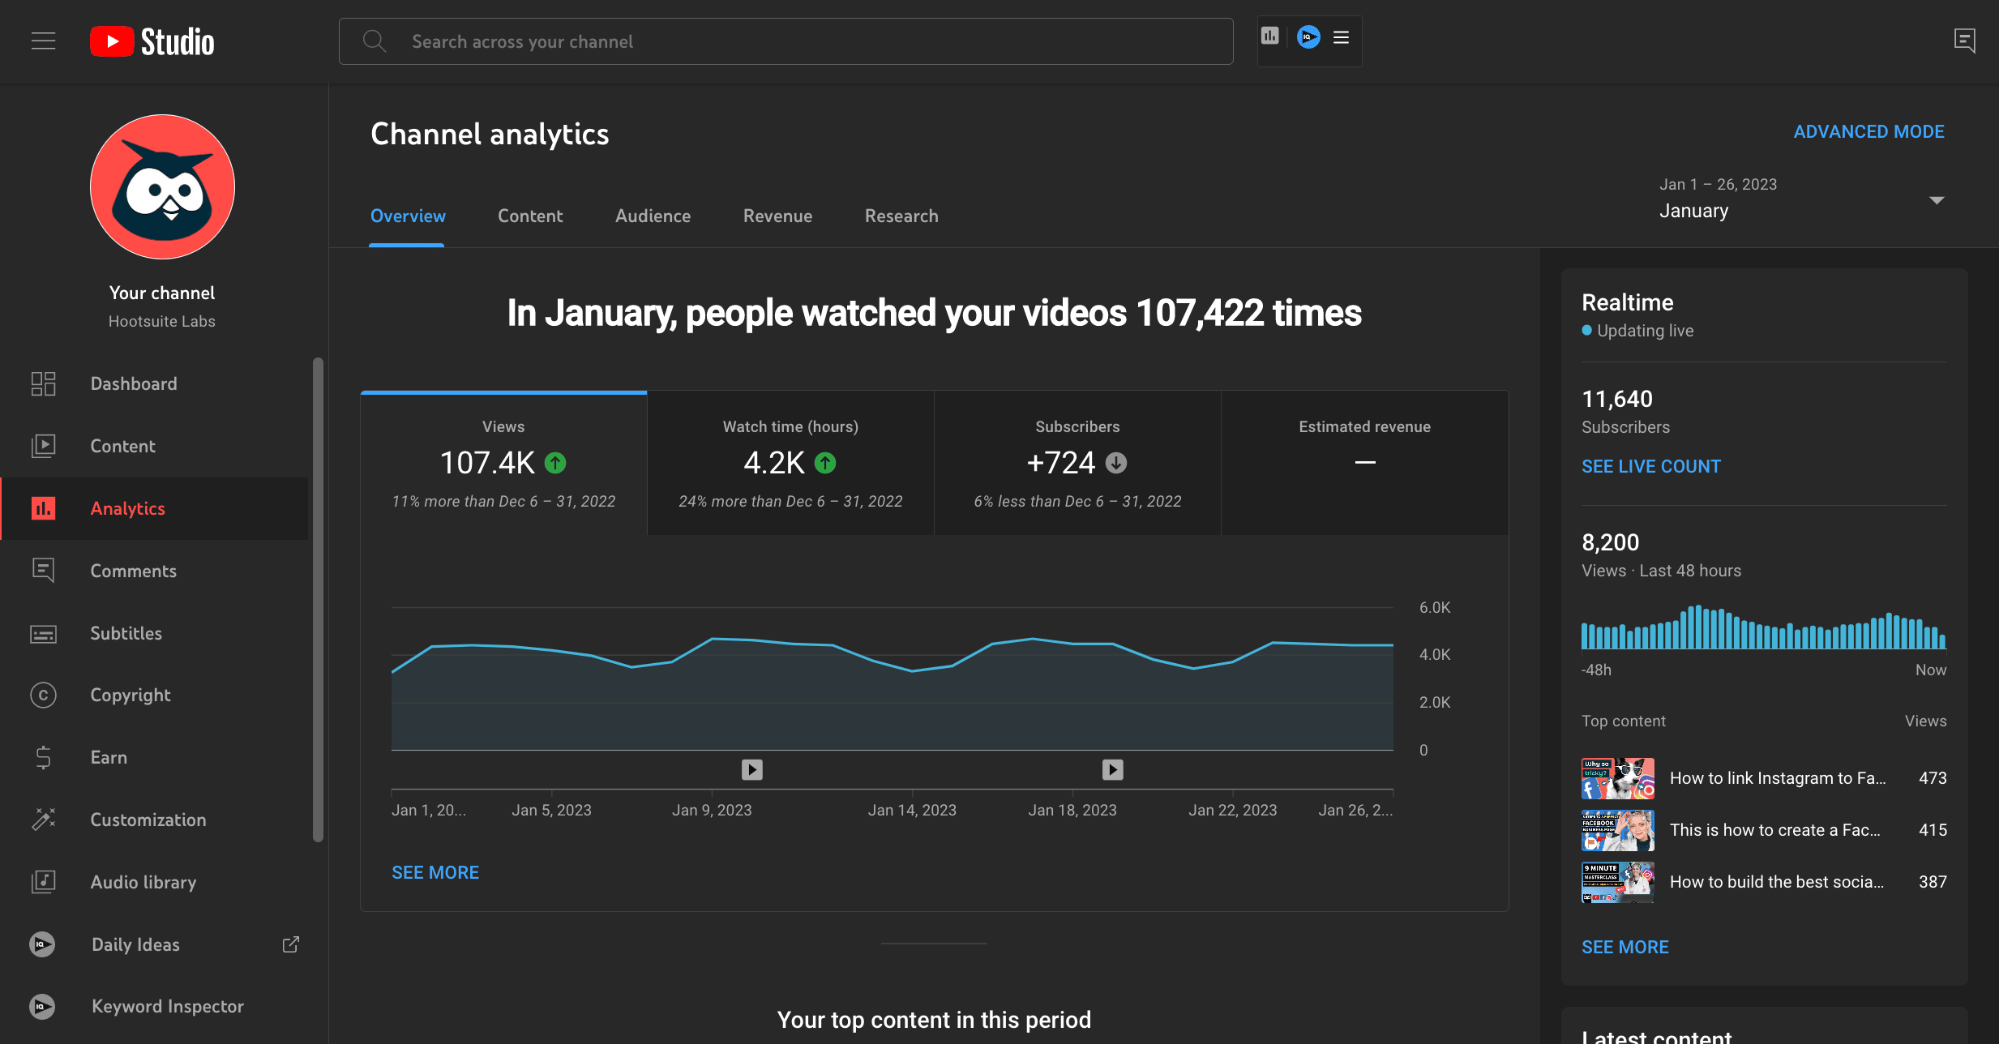 Studio
Search across your channel
Your channel
Hootsuite Labs
Dashboard
Content
Analytics
Comments
Subtitles
Copyright
Earn
Customization
Audio library
Daily Ideas
Keyword Inspector
Channel analytics
ADVANCED MODE
Overview
Content
Audience
Revenue
Research
Jan 1 – 26, 2023
January
In January, people watched your videos 107,422 times
Views
107.4K
11% more than Dec 6 – 31, 2022
Watch time (hours)
4.2K
24% more than Dec 6 – 31, 2022
Subscribers
+724
6% less than Dec 6 – 31, 2022
Estimated revenue
—
6.0K
4.0K
2.0K
0
Jan 1, 20...
Jan 5, 2023
Jan 9, 2023
Jan 14, 2023
Jan 18, 2023
Jan 22, 2023
Jan 26, 2...
SEE MORE
Your top content in this period
Realtime
Updating live
11,640
Subscribers
SEE LIVE COUNT
8,200
Views · Last 48 hours
-48h
Now
Top content
Views
Why so
tricky?
How to link Instagram to Fa...
473
FACEBOOK
This is how to create a Fac...
415
9 MINUTE
MASTERCLASS
How to build the best socia...
387
SEE MORE
Latest content